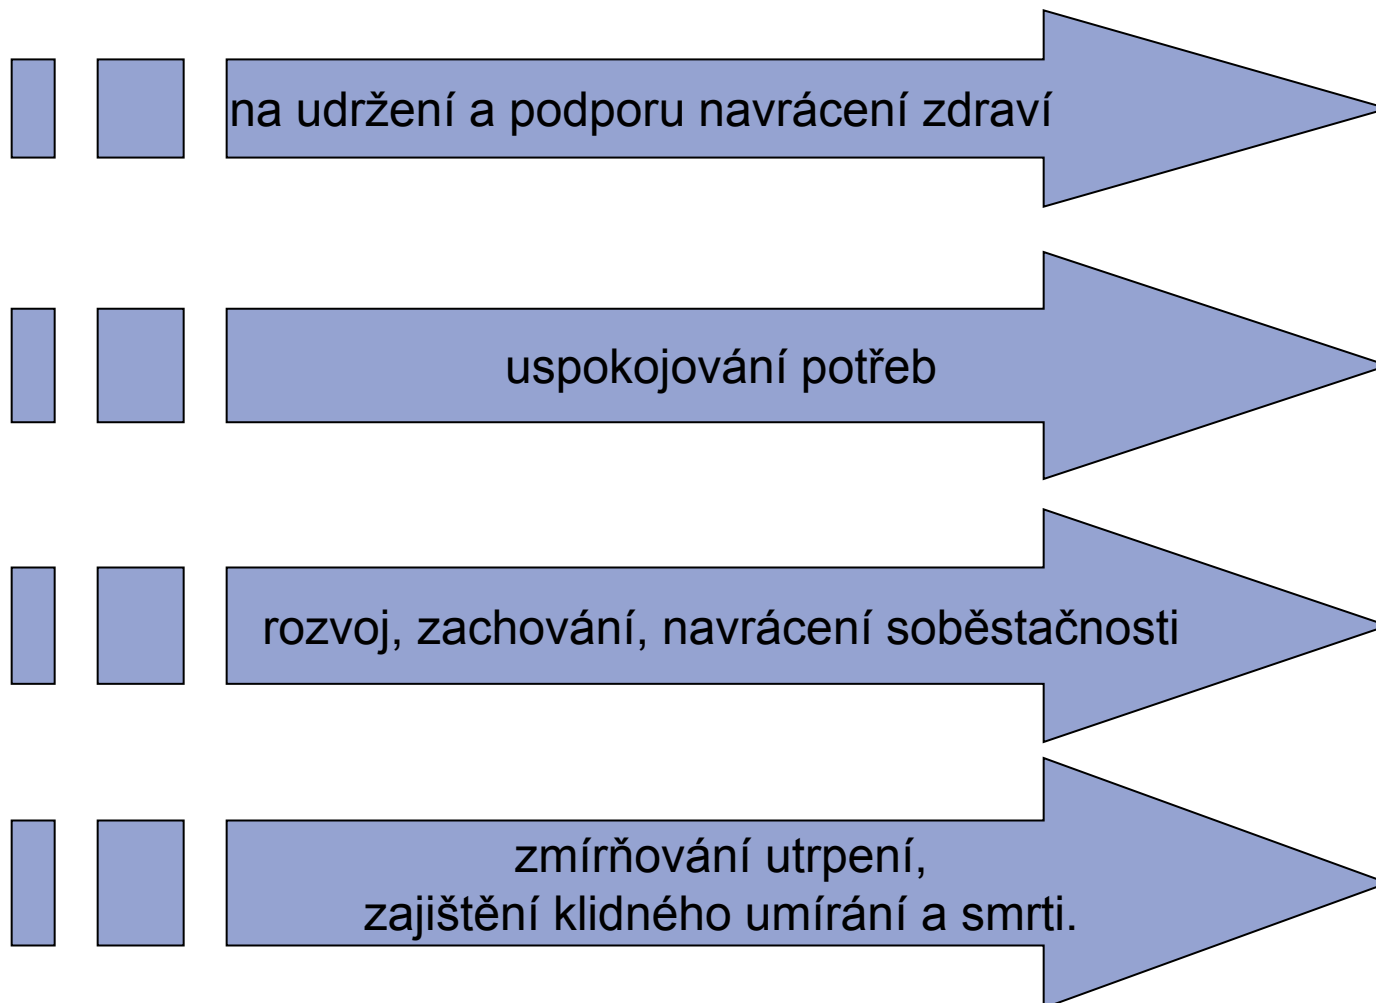 na udržení a podporu navrácení zdraví
uspokojování potřeb
rozvoj, zachování, navrácení soběstačnosti
zmírňování utrpení,
zajištění klidného umírání a smrti.